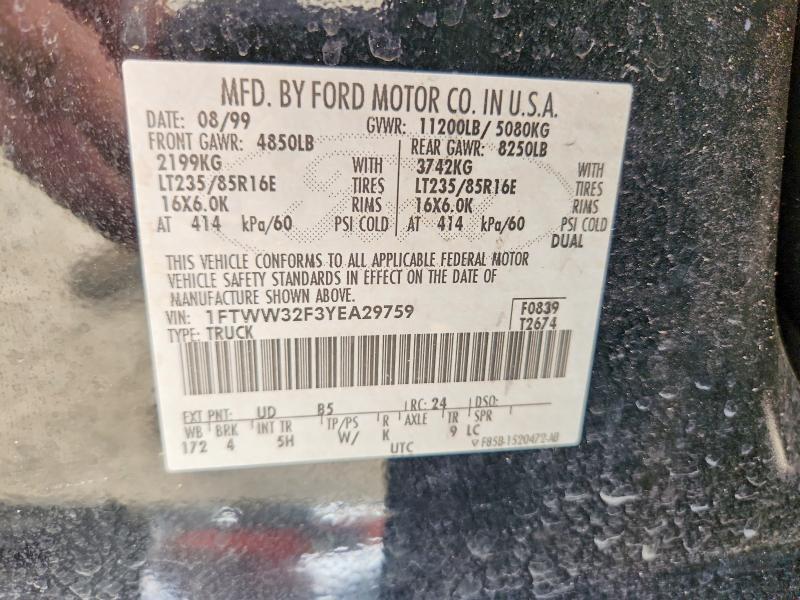 MFD. BY FORD MOTOR CO. IN U.S.A.
DATE: 08/99 GVWR: 11200LB/ 5080KG
FRONT GAWR: 4850LB REAR GAWR: 8250LB
2199KG WITH 3742KG WITH
LT235/85R16E TIRES LT235/85R16E TIRES
16X6.0K RIMS 16X6.0K RIMS
AT 414 kPa/60 PSI COLD AT 414 kPa/60 PSI COLD
DUAL
THIS VEHICLE CONFORMS TO ALL APPLICABLE FEDERAL MOTOR
VEHICLE SAFETY STANDARDS IN EFFECT ON THE DATE OF
MANUFACTURE SHOWN ABOVE.
VIN: 1FTWW32F3YEA29759 F0839
TYPE: TRUCK T2674
EXT PNT: UD B5 RC: 24 DSO:
WB BRK INT TR TP/PS R AXLE TR SPR
172 4 5H W/ K 9 LC
UTC F85B-1520472-AB